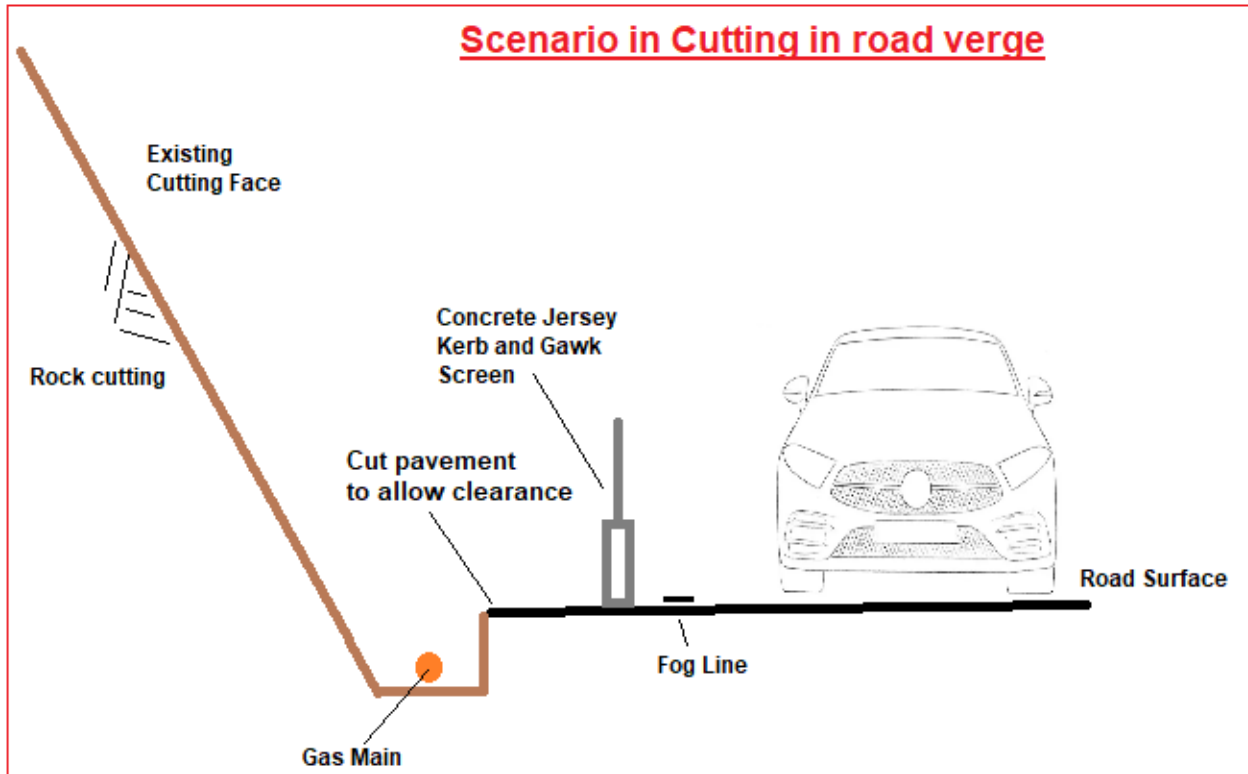 Scenario in Cutting in road verge
Existing
Cutting Face
Rock cutting
Concrete Jersey
Kerb and Gawk
Screen
Cut pavement
to allow clearance
Road Surface
Fog Line
Gas Main